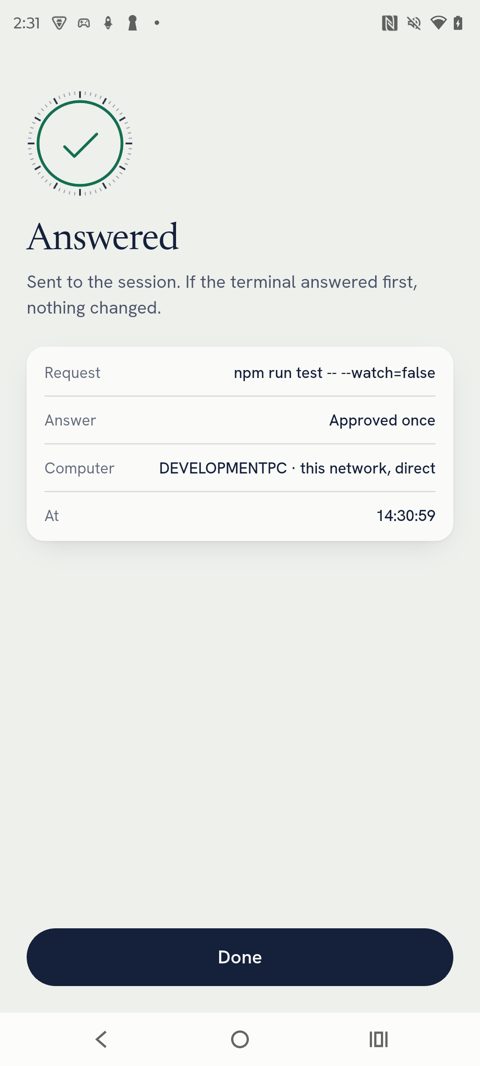 2:31
Answered
Sent to the session. If the terminal answered first,
nothing changed.
Request npm run test -- --watch=false
Answer Approved once
Computer DEVELOPMENTPC · this network, direct
At 14:30:59
Done